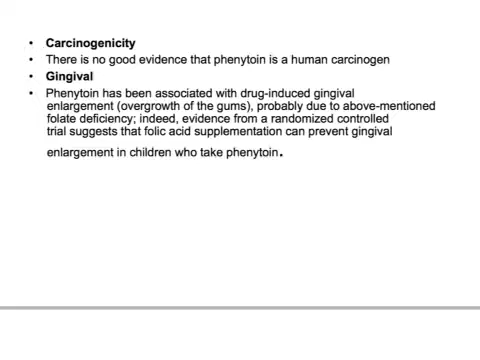 • Carcinogenicity
• There is no good evidence that phenytoin is a human carcinogen
• Gingival
• Phenytoin has been associated with drug-induced gingival
enlargement (overgrowth of the gums), probably due to above-mentioned
folate deficiency; indeed, evidence from a randomized controlled
trial suggests that folic acid supplementation can prevent gingival
enlargement in children who take phenytoin.